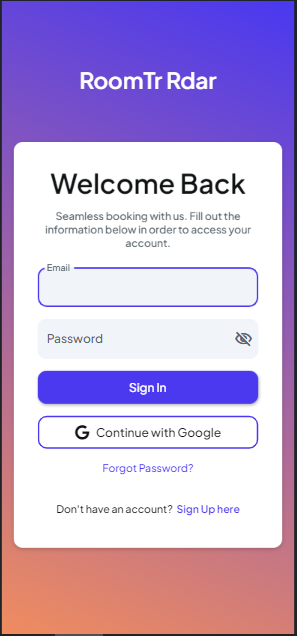 RoomTr Rdar
Welcome Back
Seamless booking with us. Fill out the
information below in order to access your
account.
Email
Password
Sign In
G Continue with Google
Forgot Password?
Don't have an account? Sign Up here